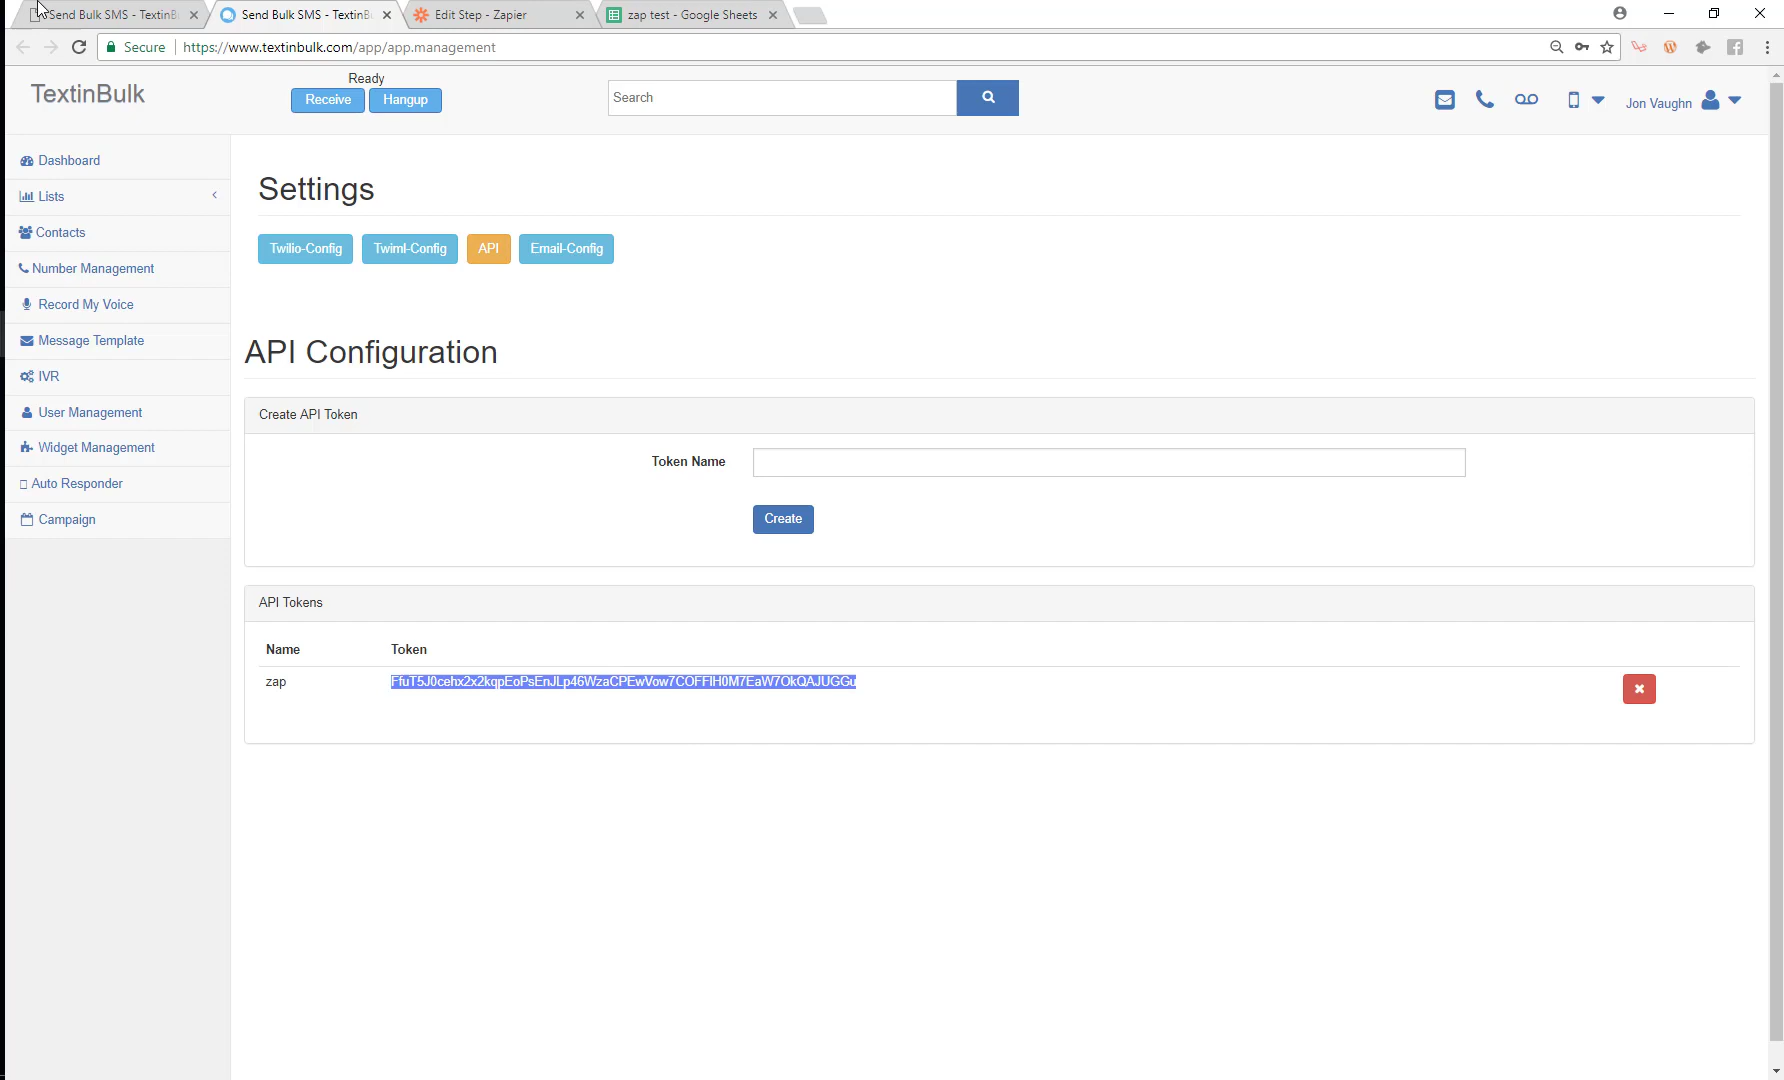 Send Bulk SMS - TextinB
Send Bulk SMS - TextinBu
Edit Step - Zapier
zap test - Google Sheets
Secure
https://www.textinbulk.com/app/app.management
TextinBulk
Ready
Receive
Hangup
Search
Jon Vaughn
Dashboard
Lists
Contacts
Number Management
Record My Voice
Message Template
IVR
User Management
Widget Management
Auto Responder
Campaign
Settings
Twilio-Config
Twiml-Config
API
Email-Config
API Configuration
Create API Token
Token Name
Create
API Tokens
Name Token
zap